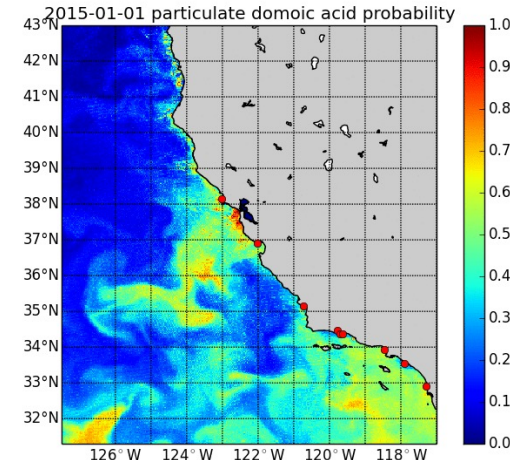 2015-01-01 particulate domoic acid probability
43°N
42°N
41°N
40°N
39°N
38°N
37°N
36°N
35°N
34°N
33°N
32°N
126°W 124°W 122°W 120°W 118°W
1.0
0.9
0.8
0.7
0.6
0.5
0.4
0.3
0.2
0.1
0.0